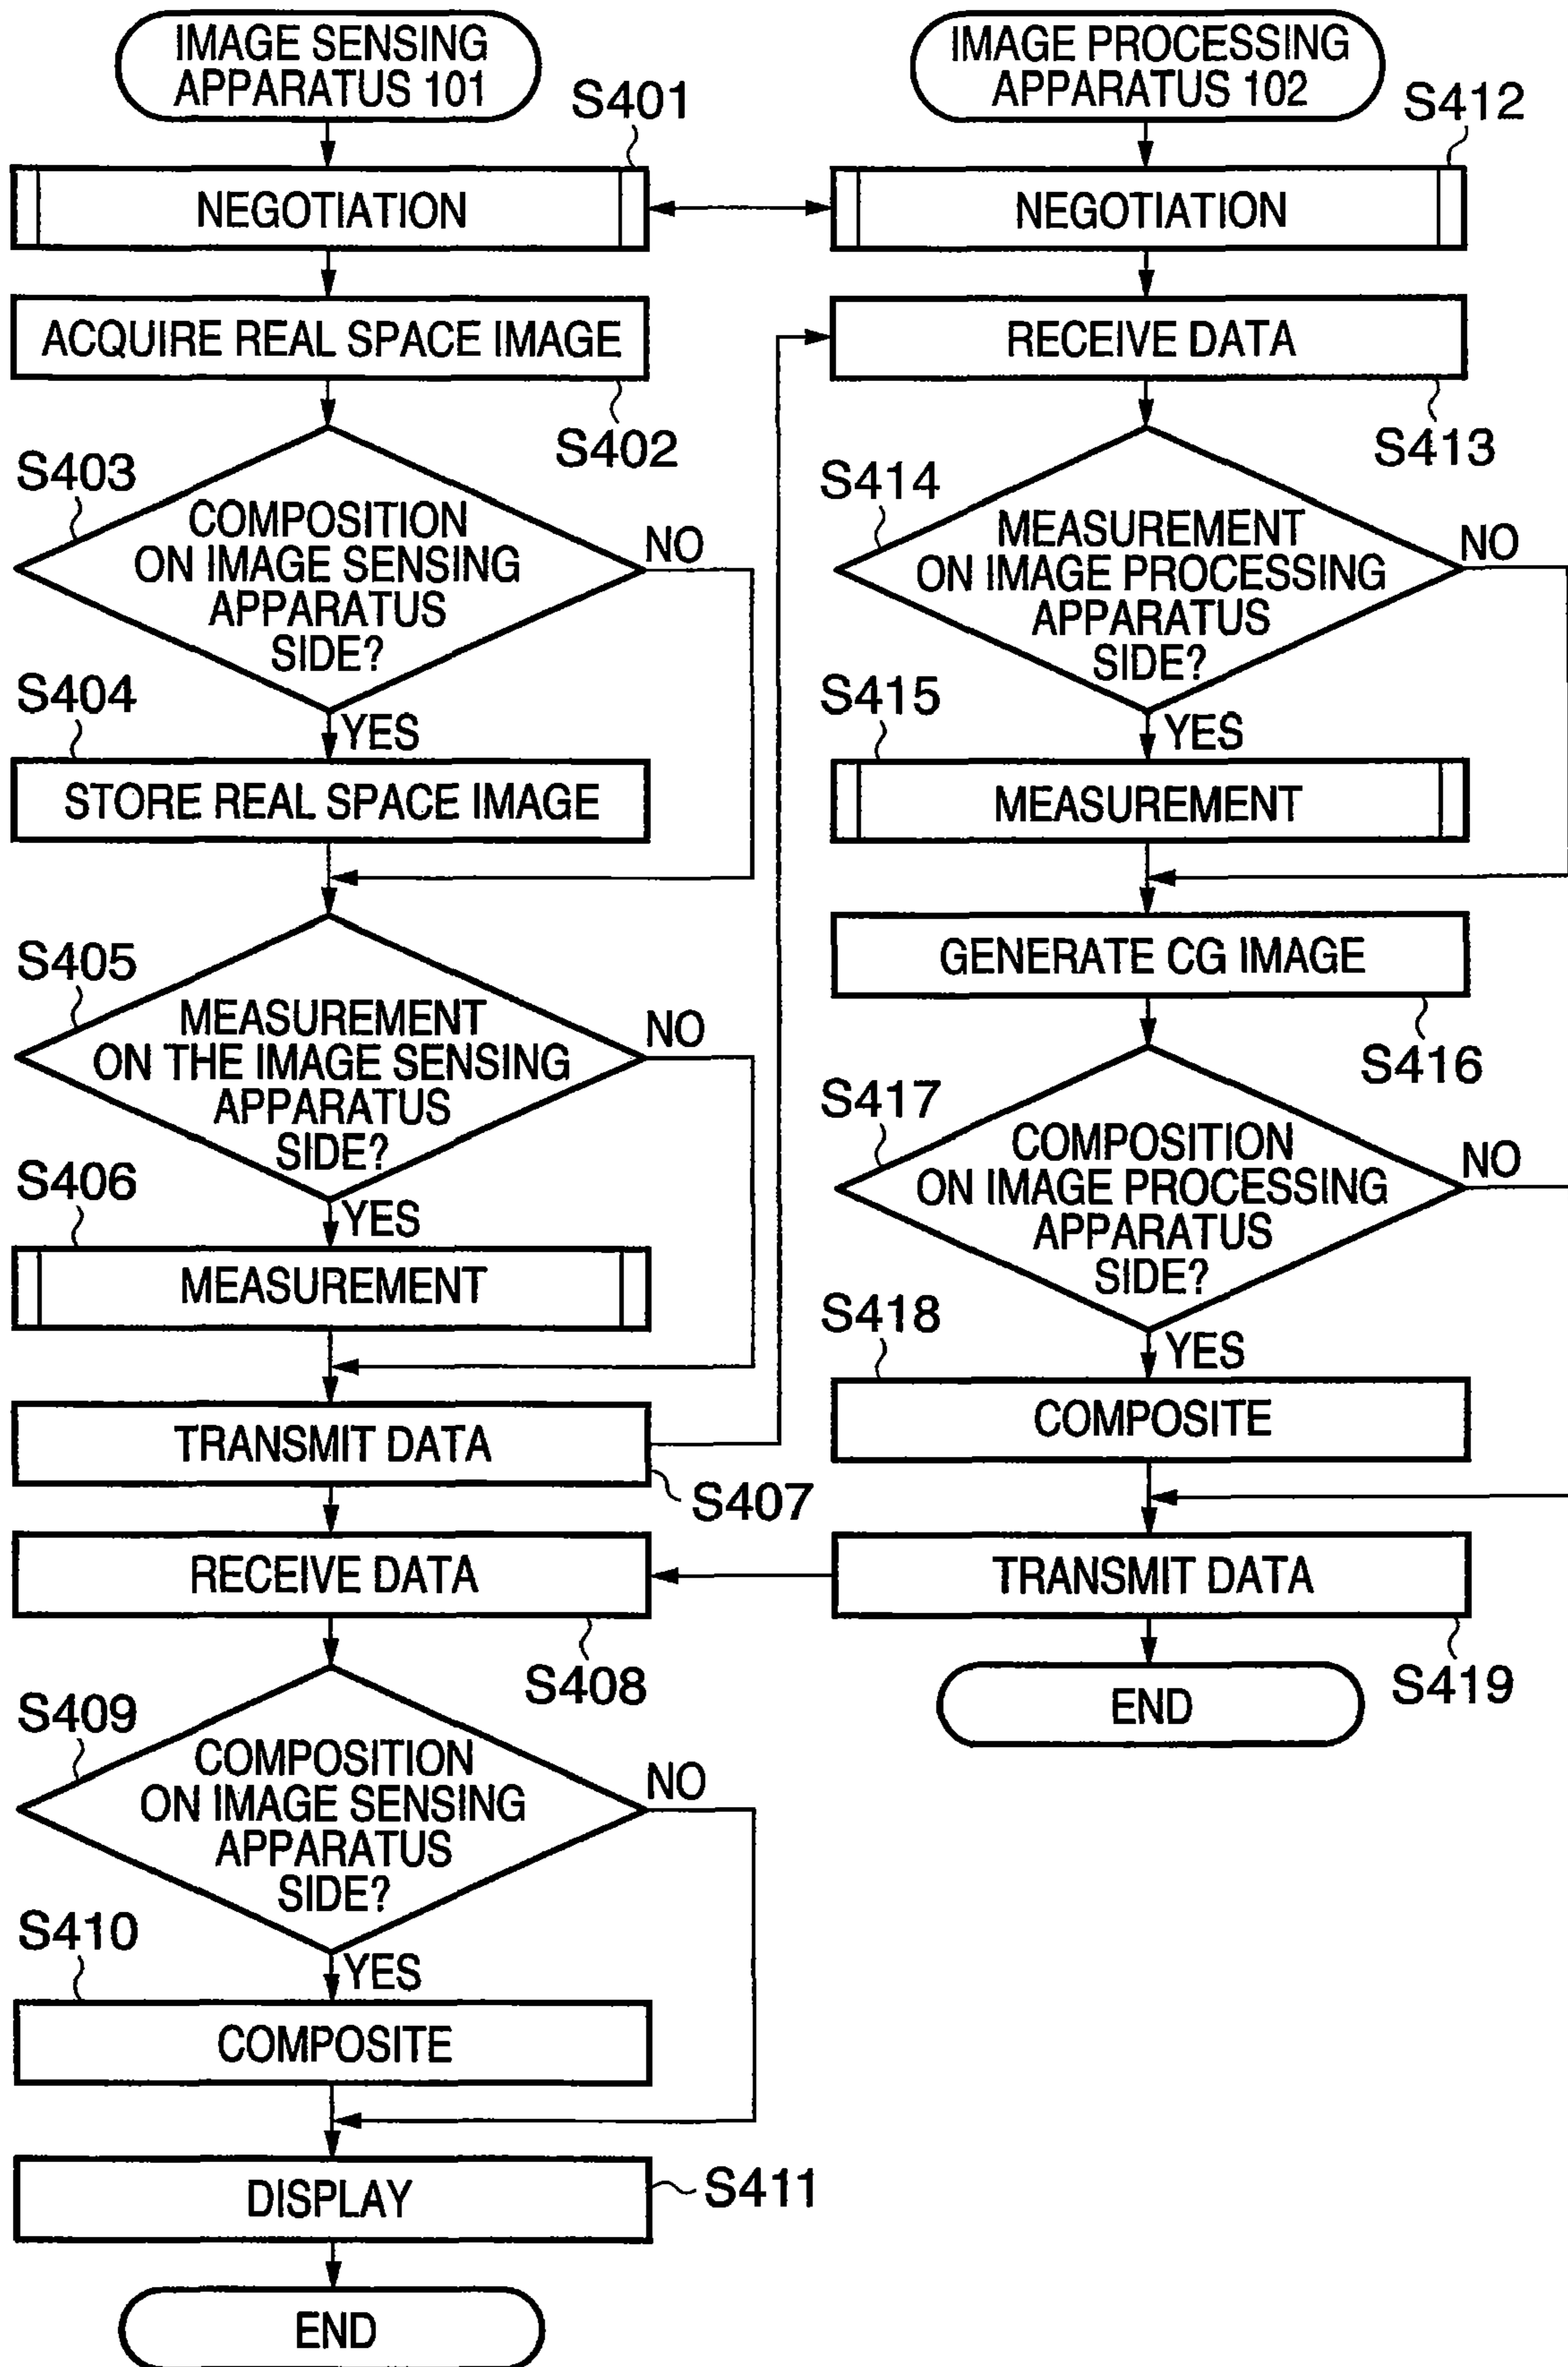 IMAGE SENSING
APPARATUS 101
S401
NEGOTIATION
ACQUIRE REAL SPACE IMAGE
S402
S403
COMPOSITION
ON IMAGE SENSING
APPARATUS
SIDE?
NO
YES
S404
STORE REAL SPACE IMAGE
S405
MEASUREMENT
ON THE IMAGE SENSING
APPARATUS
SIDE?
NO
YES
S406
MEASUREMENT
TRANSMIT DATA
S407
RECEIVE DATA
S408
S409
COMPOSITION
ON IMAGE SENSING
APPARATUS
SIDE?
NO
YES
S410
COMPOSITE
DISPLAY
S411
END
IMAGE PROCESSING
APPARATUS 102
S412
NEGOTIATION
RECEIVE DATA
S413
S414
MEASUREMENT
ON IMAGE PROCESSING
APPARATUS
SIDE?
NO
YES
S415
MEASUREMENT
GENERATE CG IMAGE
S416
S417
COMPOSITION
ON IMAGE PROCESSING
APPARATUS
SIDE?
NO
YES
S418
COMPOSITE
TRANSMIT DATA
S419
END